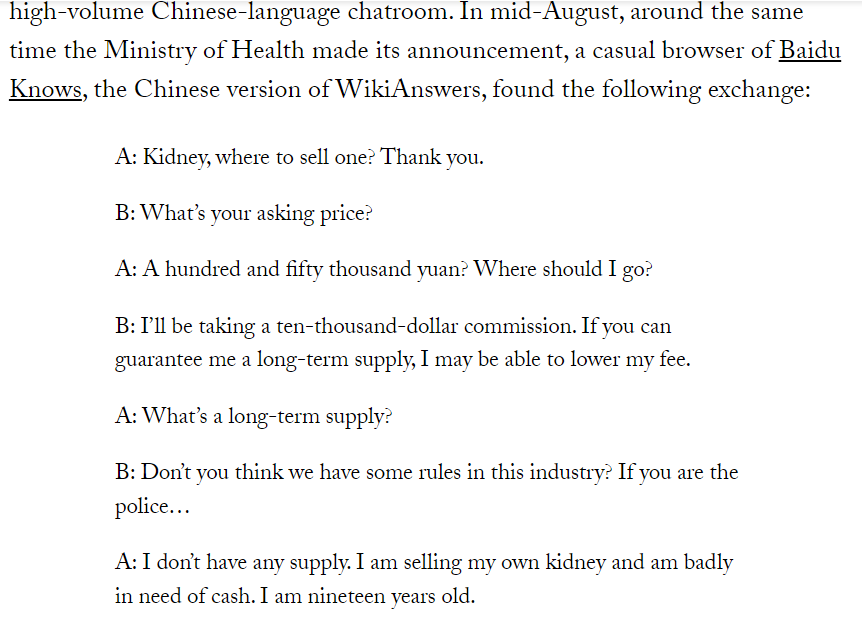 high-volume Chinese-language chatroom. In mid-August, around the same
time the Ministry of Health made its announcement, a casual browser of Baidu
Knows, the Chinese version of WikiAnswers, found the following exchange:
A: Kidney, where to sell one? Thank you.
B: What’s your asking price?
A: A hundred and fifty thousand yuan? Where should I go?
B: I’ll be taking a ten-thousand-dollar commission. If you can
guarantee me a long-term supply, I may be able to lower my fee.
A: What’s a long-term supply?
B: Don’t you think we have some rules in this industry? If you are the
police…
A: I don’t have any supply. I am selling my own kidney and am badly
in need of cash. I am nineteen years old.